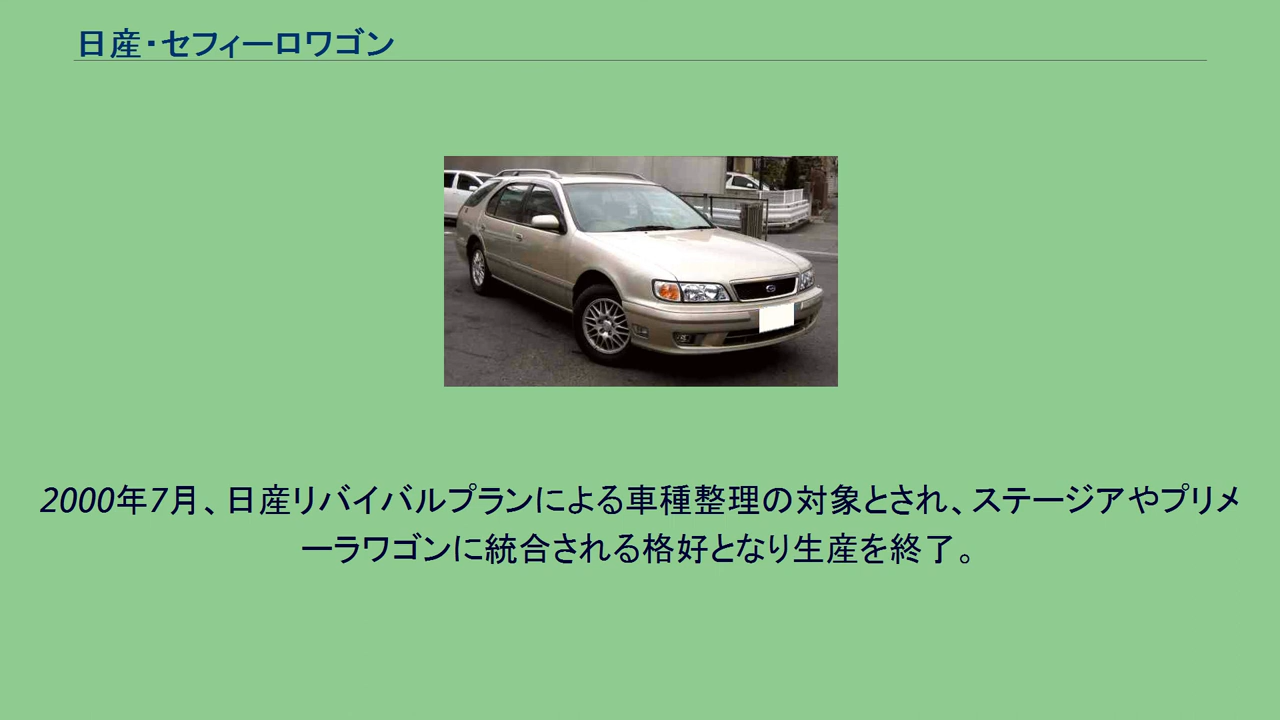 日産・セフィーロワゴン
2000年7月、日産リバイバルプランによる車種整理の対象とされ、ステージアやプリメ
ーラワゴンに統合される格好となり生産を終了。